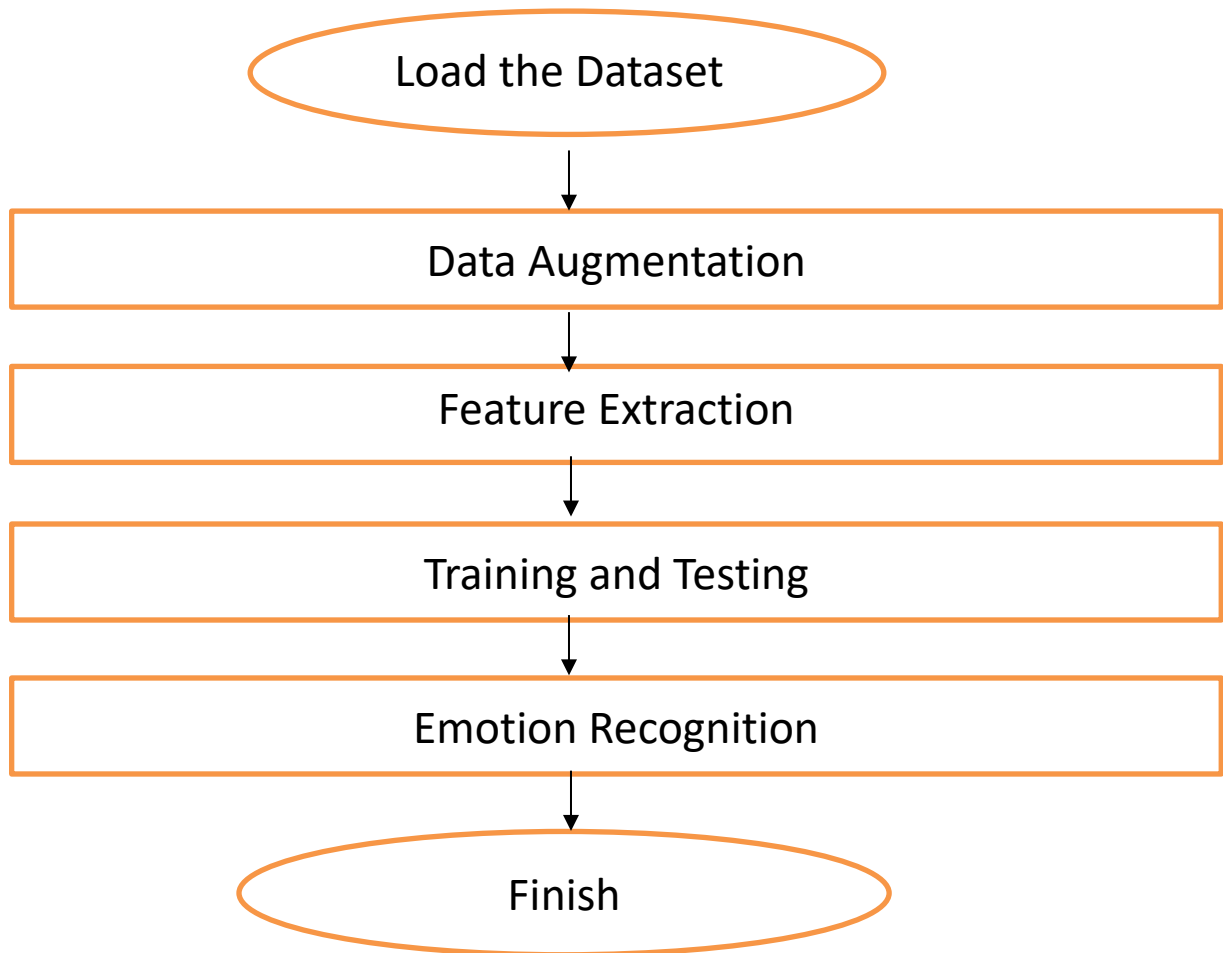 Load the Dataset
Data Augmentation
Feature Extraction
Training and Testing
Emotion Recognition
Finish